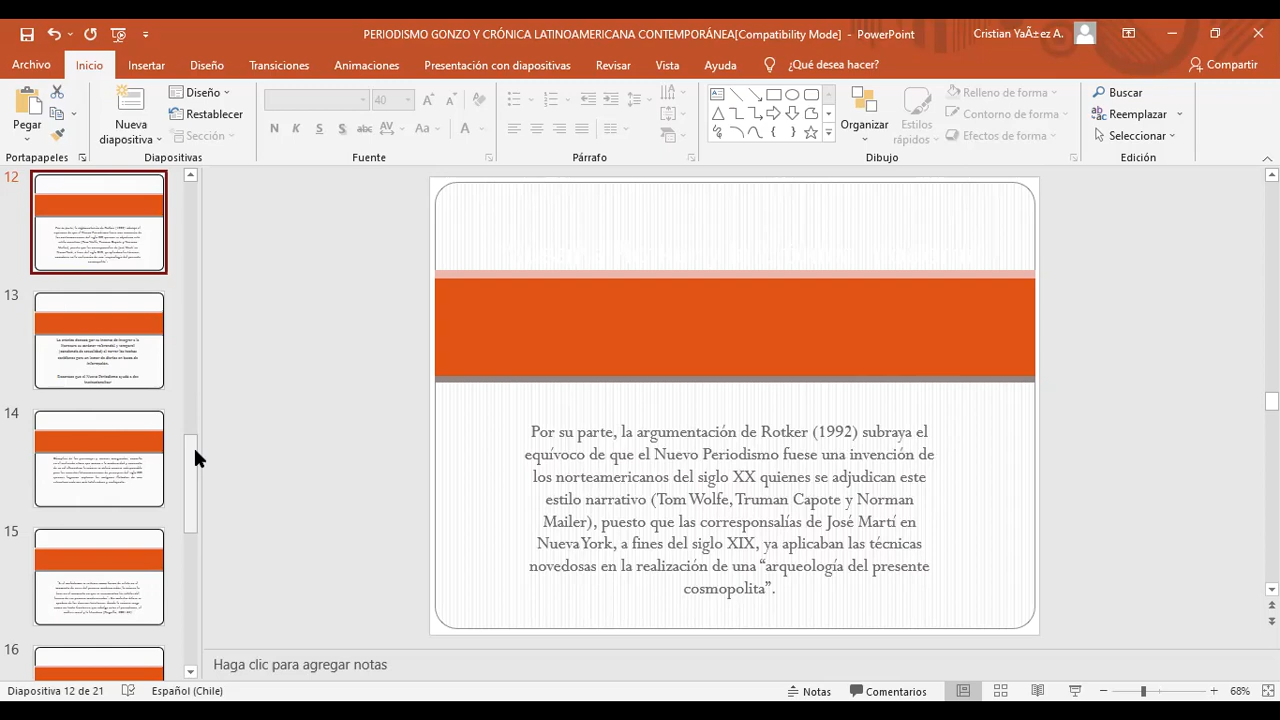 PERIODISMO GONZO Y CRÓNICA LATINOAMERICANA CONTEMPORÁNEA[Compatibility Mode] - PowerPoint
Cristian YaÃ±ez A.
Archivo
Inicio
Insertar
Diseño
Transiciones
Animaciones
Presentación con diapositivas
Revisar
Vista
Ayuda
¿Qué desea hacer?
Compartir
Pegar
Portapapeles
Nueva
diapositiva
Diseño
Restablecer
Sección
Diapositivas
40
N K S S abc AV Aa A
Fuente
Párrafo
Organizar
Estilos
rápidos
Relleno de forma
Contorno de forma
Efectos de forma
Dibujo
Buscar
Reemplazar
Seleccionar
Edición
12
13
14
15
16
Por su parte, la argumentación de Rotker (1992) subraya el
equívoco de que el Nuevo Periodismo fuese una invención de
los norteamericanos del siglo XX quienes se adjudican este
estilo narrativo (Tom Wolfe, Truman Capote y Norman
Mailer), puesto que las corresponsalías de José Martí en
Nueva York, a fines del siglo XIX, ya aplicaban las técnicas
novedosas en la realización de una “arqueología del presente
cosmopolita”.
Haga clic para agregar notas
Diapositiva 12 de 21
Español (Chile)
Notas
Comentarios
68%